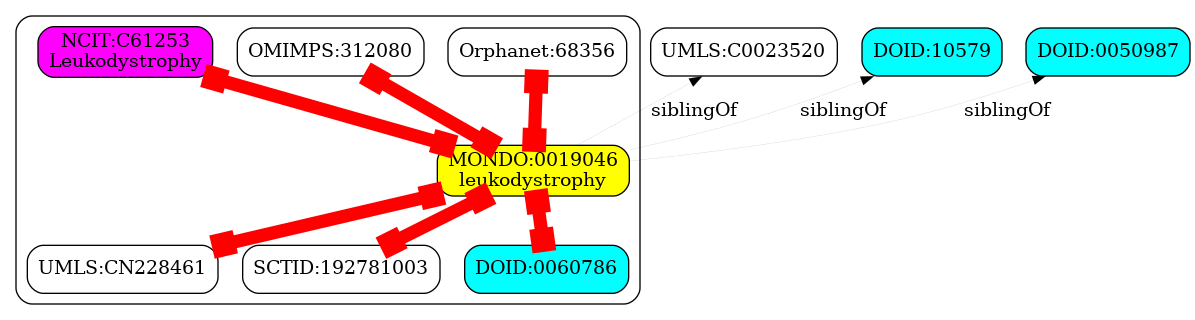 NCIT:C61253
Leukodystrophy
OMIMPS:312080
Orphanet:68356
UMLS:C0023520
DOID:10579
DOID:0050987
siblingOf
siblingOf
siblingOf
MONDO:0019046
leukodystrophy
UMLS:CN228461
SCTID:192781003
DOID:0060786